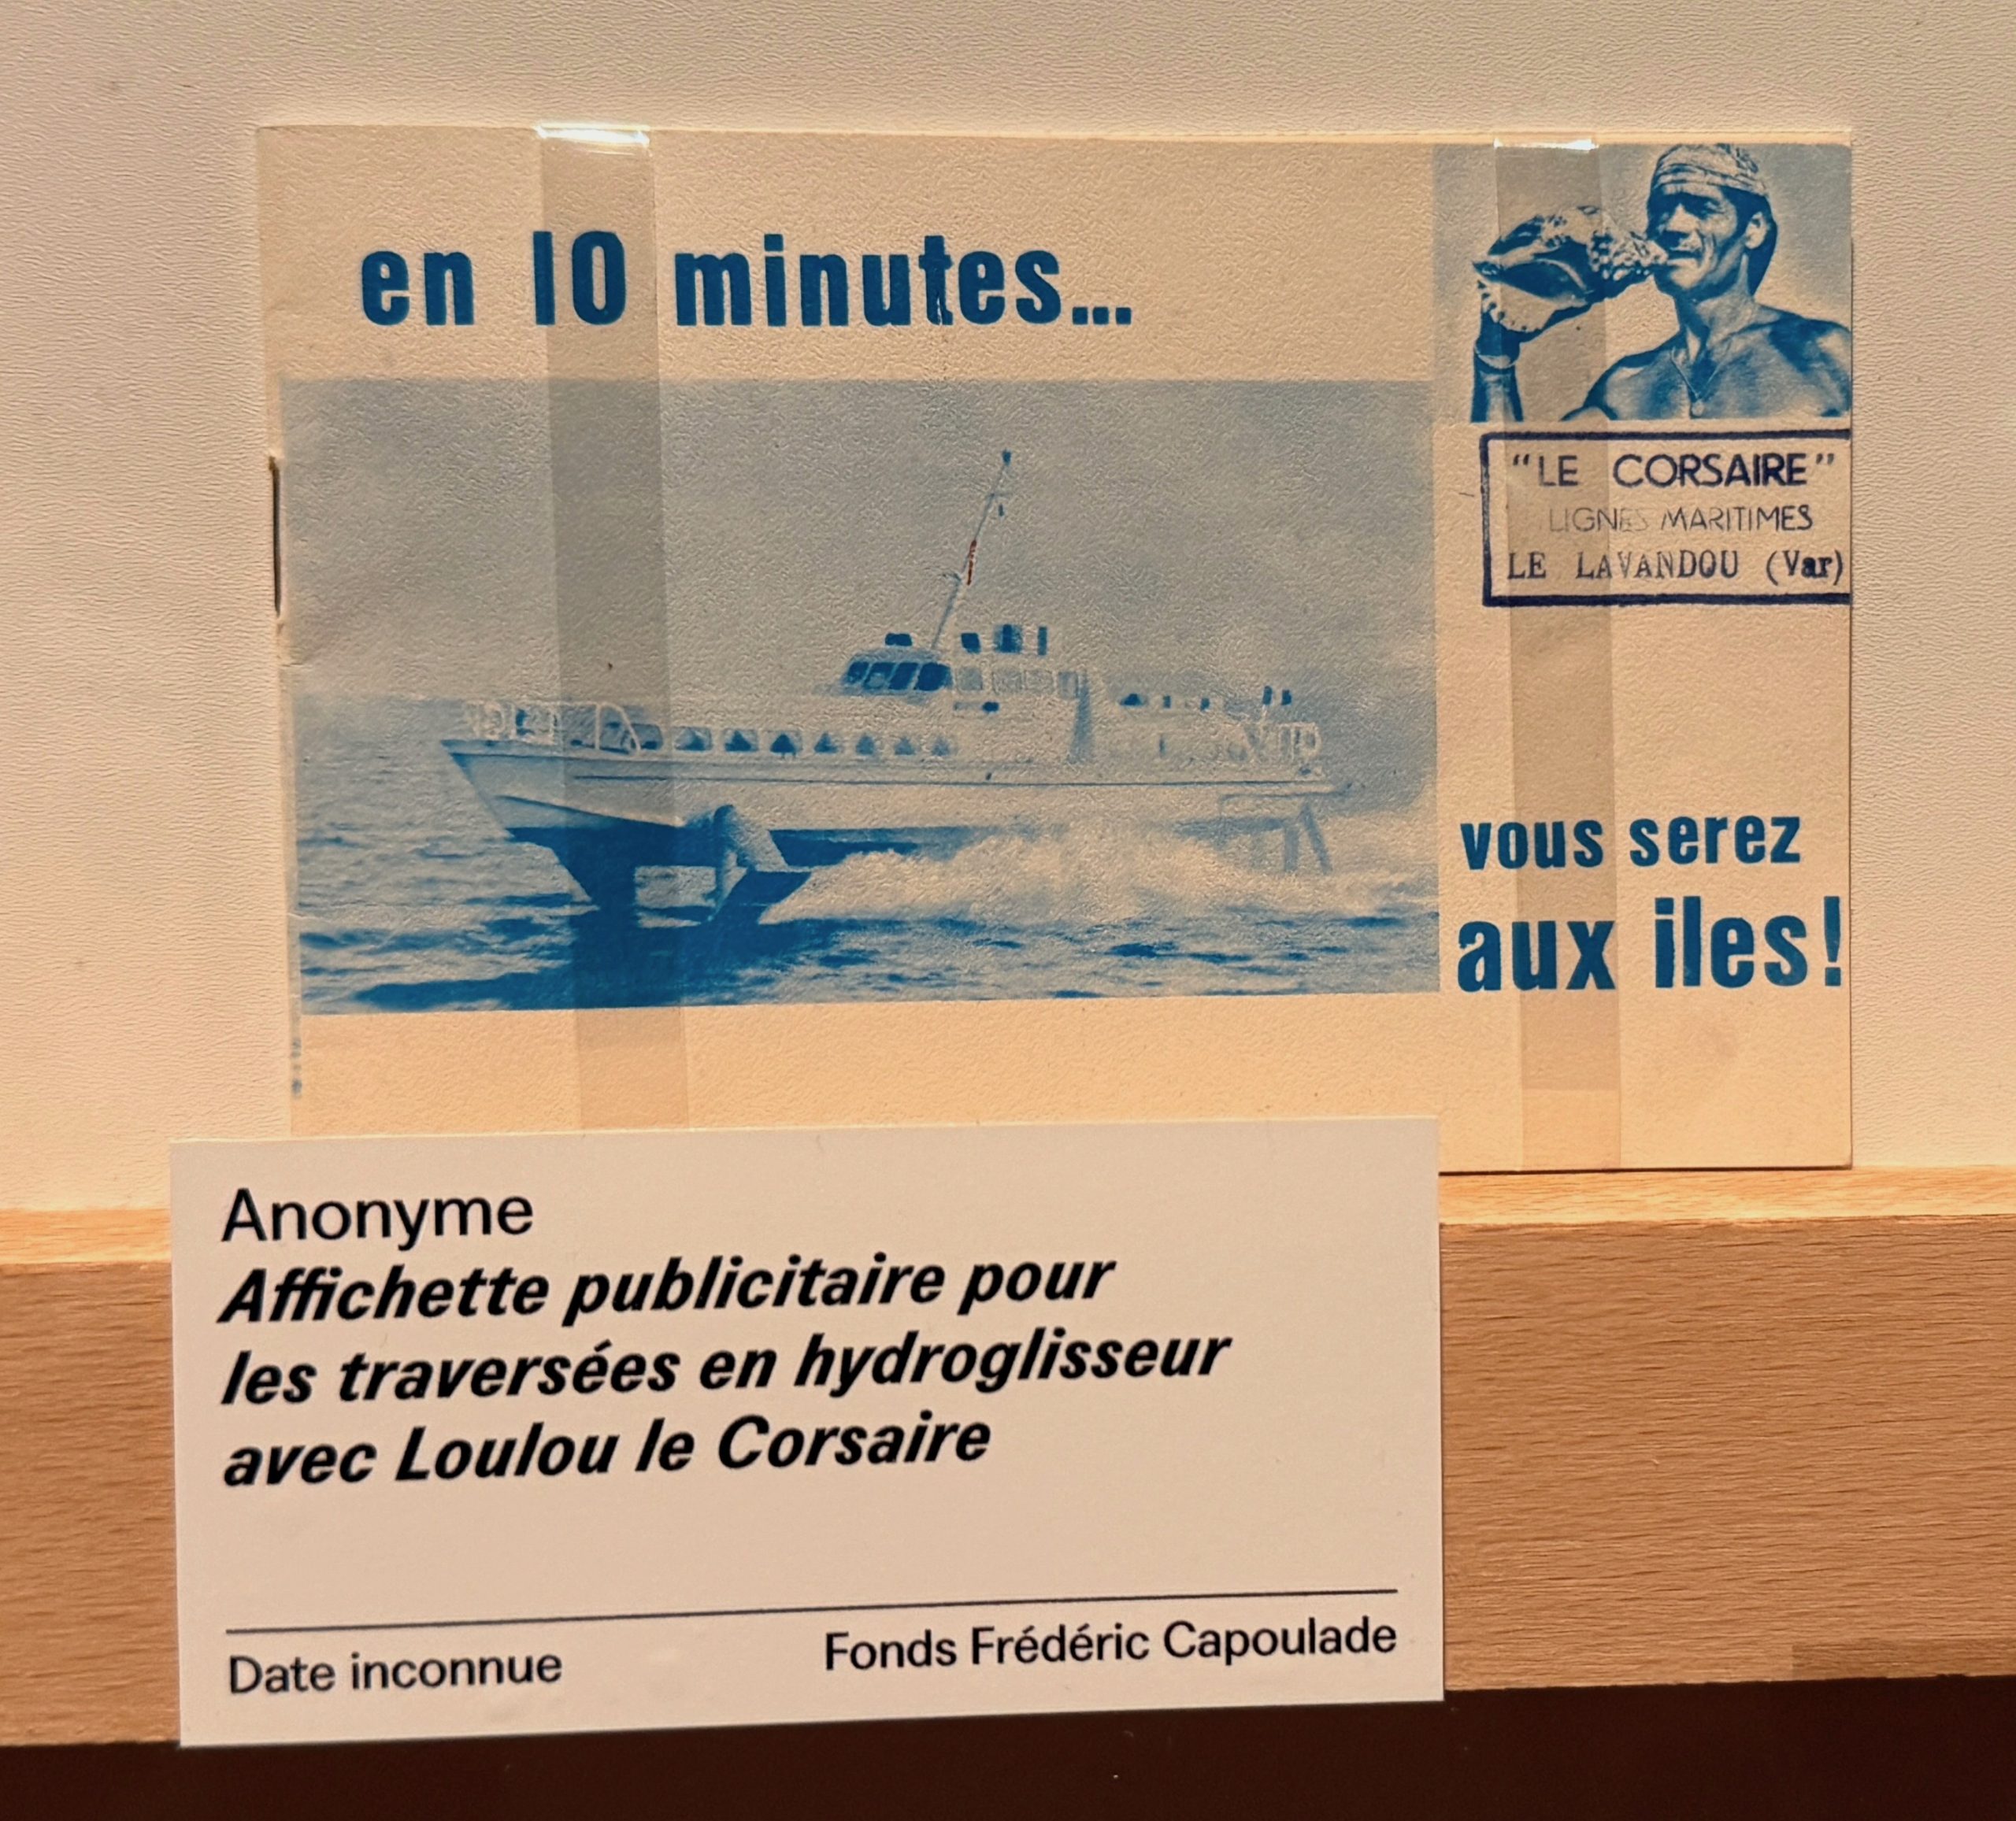 en 10 minutes...
"LE CORSAIRE"
LIGNES MARITIMES
LE LAVANDOU (Var)
vous serez
aux iles!
Anonyme
Affichette publicitaire pour
les traversées en hydroglisseur
avec Loulou le Corsaire
Date inconnue
Fonds Frédéric Capoulade